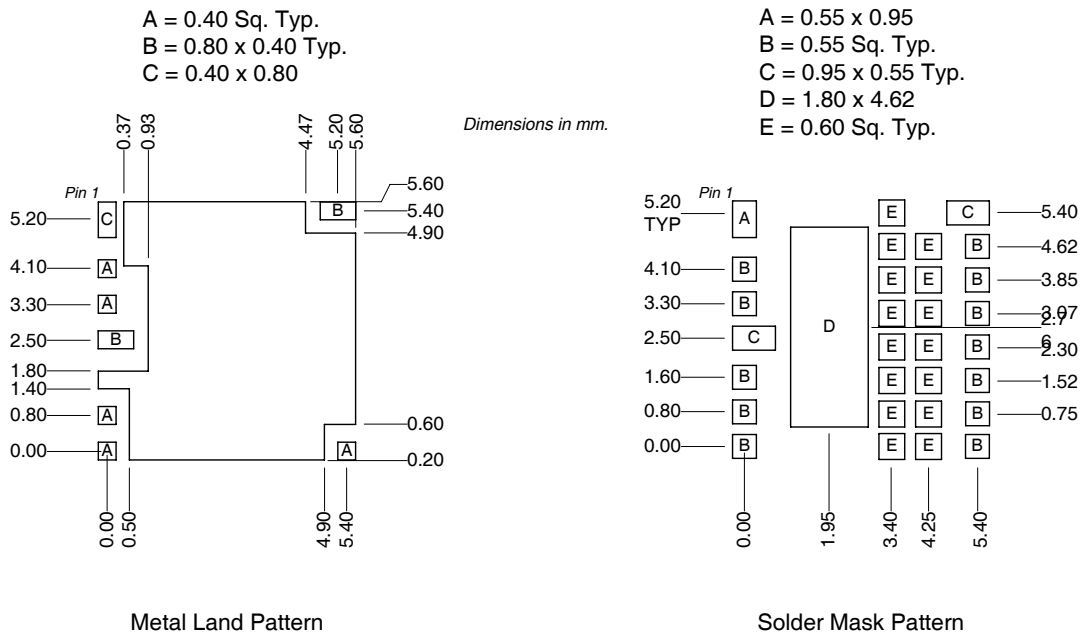 A = 0.40 Sq. Typ.
B = 0.80 x 0.40 Typ.
C = 0.40 x 0.80
A = 0.55 x 0.95
B = 0.55 Sq. Typ.
C = 0.95 x 0.55 Typ.
D = 1.80 x 4.62
E = 0.60 Sq. Typ.
Dimensions in mm.
0.37
0.93
4.47
5.20
5.60
Pin 1
5.20
C
B
5.60
5.40
4.90
4.10
A
3.30
A
2.50
B
1.80
1.40
0.80
A
0.60
0.00
A
A
0.20
0.00
0.50
4.90
5.40
Metal Land Pattern
Pin 1
5.20
TYP
A
E
C
5.40
E
E
B
4.62
4.10
B
E
E
B
3.85
3.30
B
E
E
B
3.07
D
2.7
6
2.50
C
E
E
B
2.30
1.60
B
E
E
B
1.52
0.80
B
E
E
B
0.75
0.00
B
E
E
B
0.00
1.95
3.40
4.25
5.40
Solder Mask Pattern